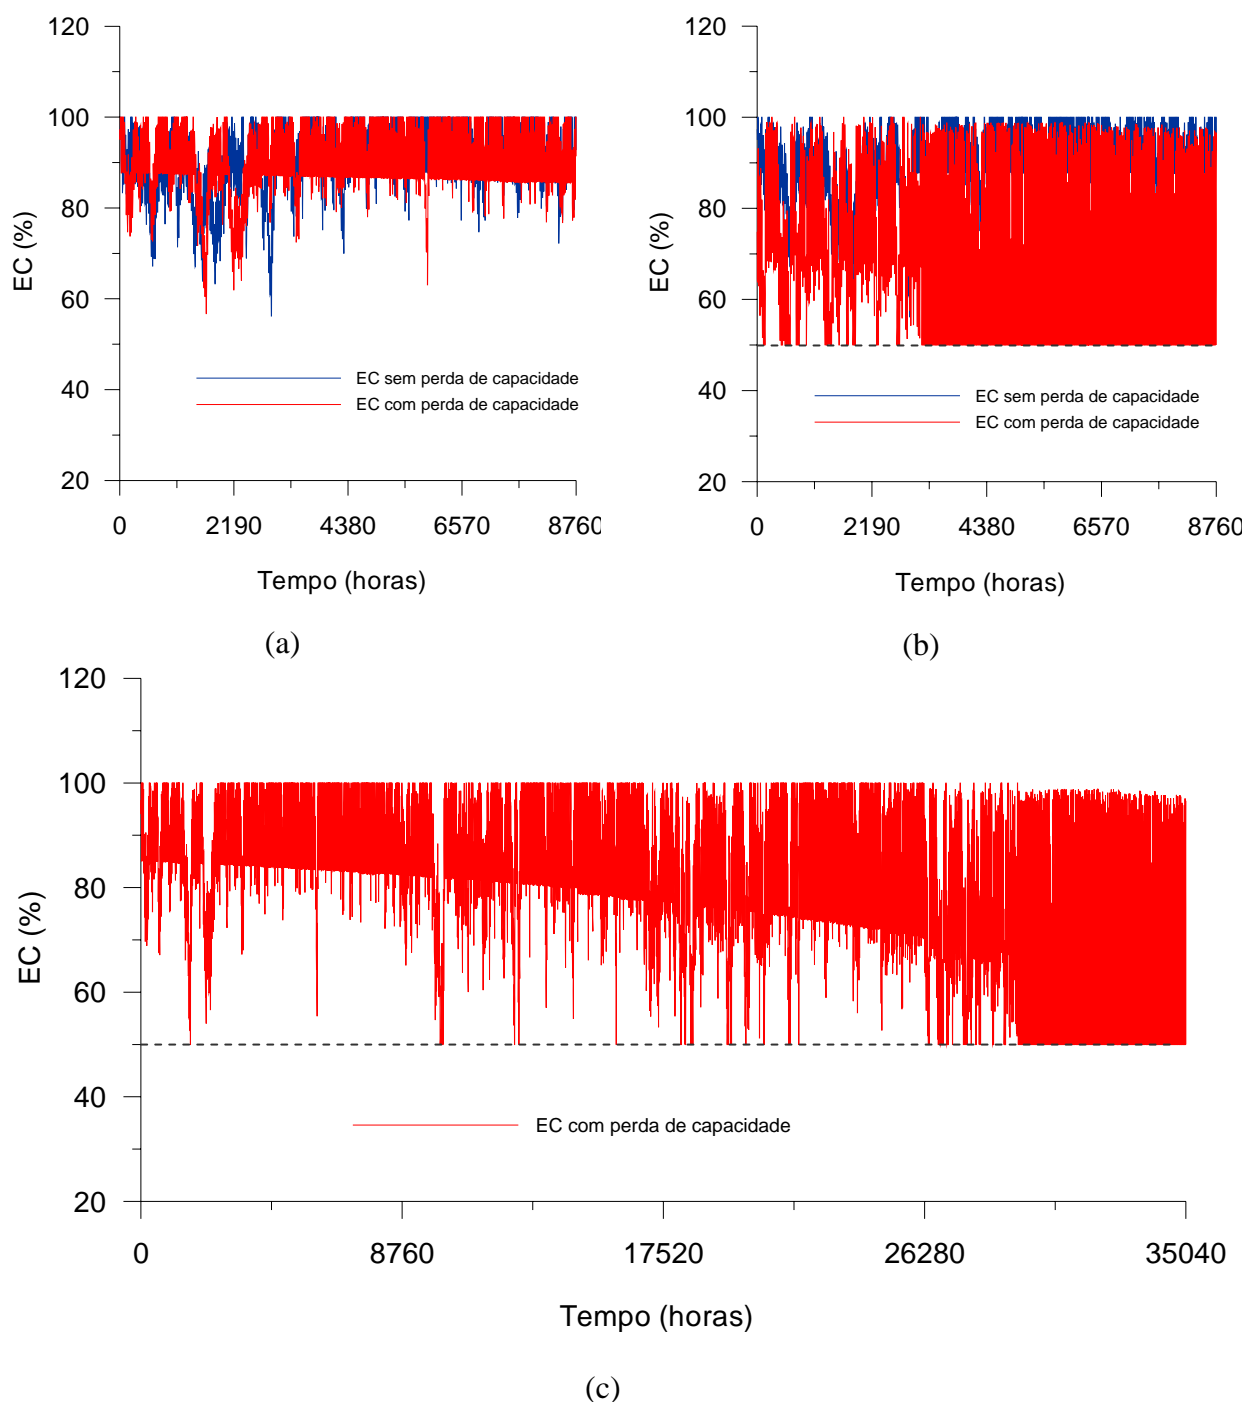 120
100
80
60
40
20
EC (%)
EC sem perda de capacidade
EC com perda de capacidade
0 2190 4380 6570 8760
Tempo (horas)
(a)
120
100
80
60
40
20
EC (%)
EC sem perda de capacidade
EC com perda de capacidade
0 2190 4380 6570 8760
Tempo (horas)
(b)
120
100
80
60
40
20
EC (%)
EC com perda de capacidade
0 8760 17520 26280 35040
Tempo (horas)
(c)